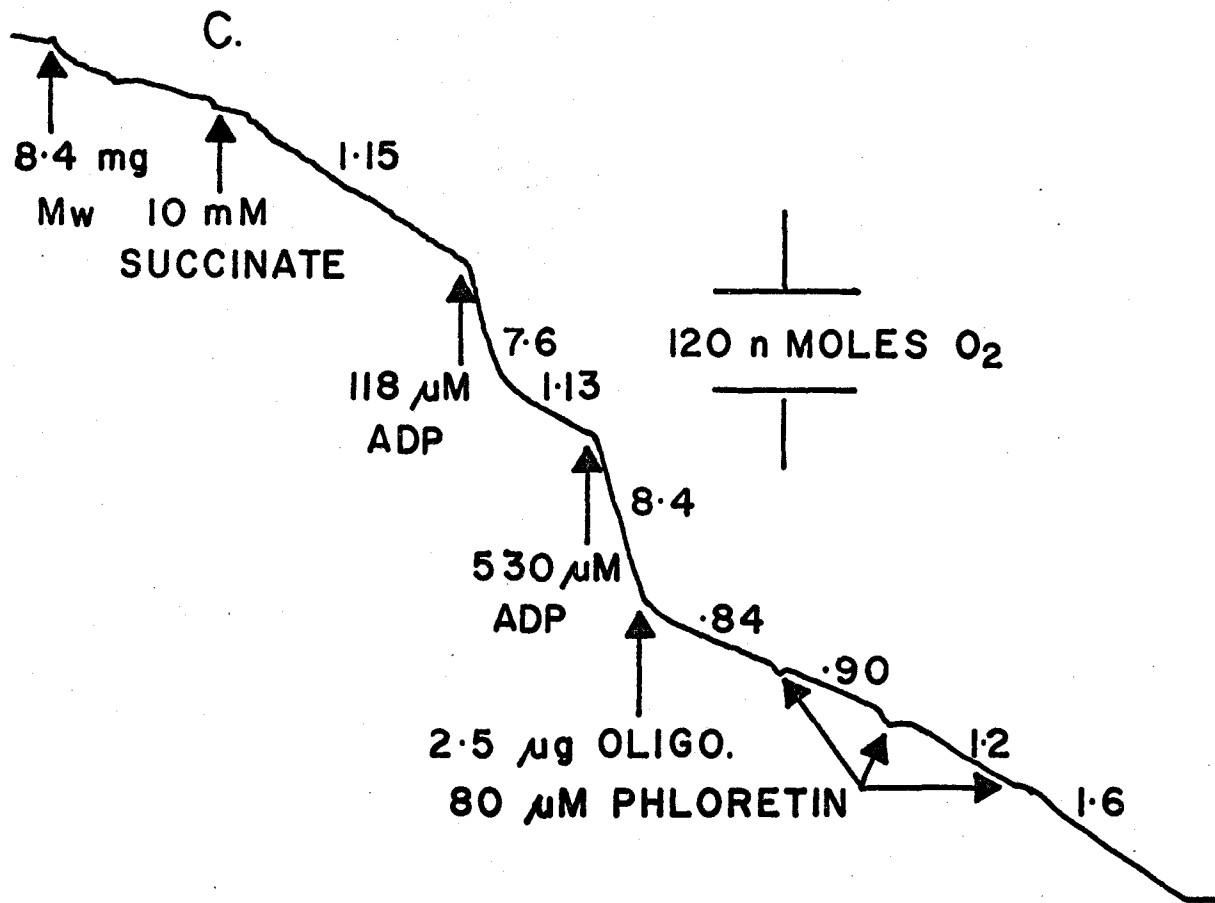 C.
8·4 mg
Mw
10 mM
SUCCINATE
1·15
118 µM
ADP
7·6
1·13
120 n MOLES O₂
530 µM
ADP
8·4
2·5 µg OLIGO.
80 µM PHLORETIN
·84
·90
1·2
1·6